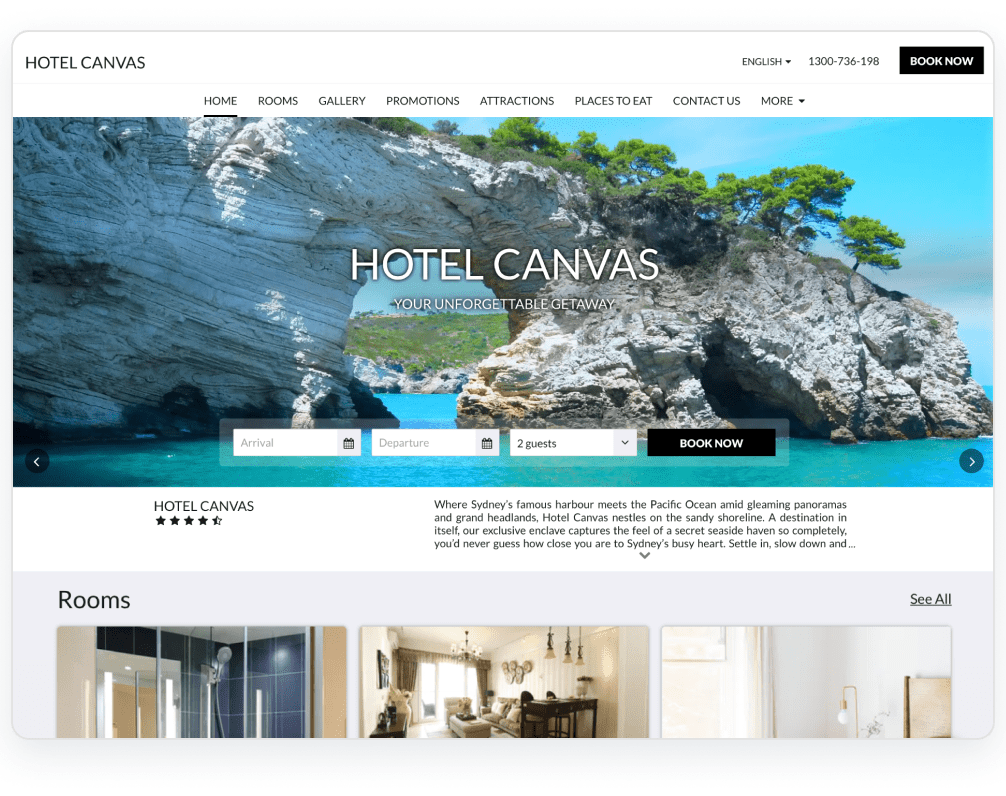 HOTEL CANVAS
ENGLISH
1300-736-198
BOOK NOW
HOME ROOMS GALLERY PROMOTIONS ATTRACTIONS PLACES TO EAT CONTACT US MORE
HOTEL CANVAS
YOUR UNFORGETTABLE GETAWAY
Arrival Departure 2 guests BOOK NOW
HOTEL CANVAS
Where Sydney's famous harbour meets the Pacific Ocean amid gleaming panoramas
and grand headlands, Hotel Canvas nestles on the sandy shoreline. A destination in
itself, our exclusive enclave captures the feel of a secret seaside haven so completely,
you'd never guess how close you are to Sydney's busy heart. Settle in, slow down and...
Rooms
See All